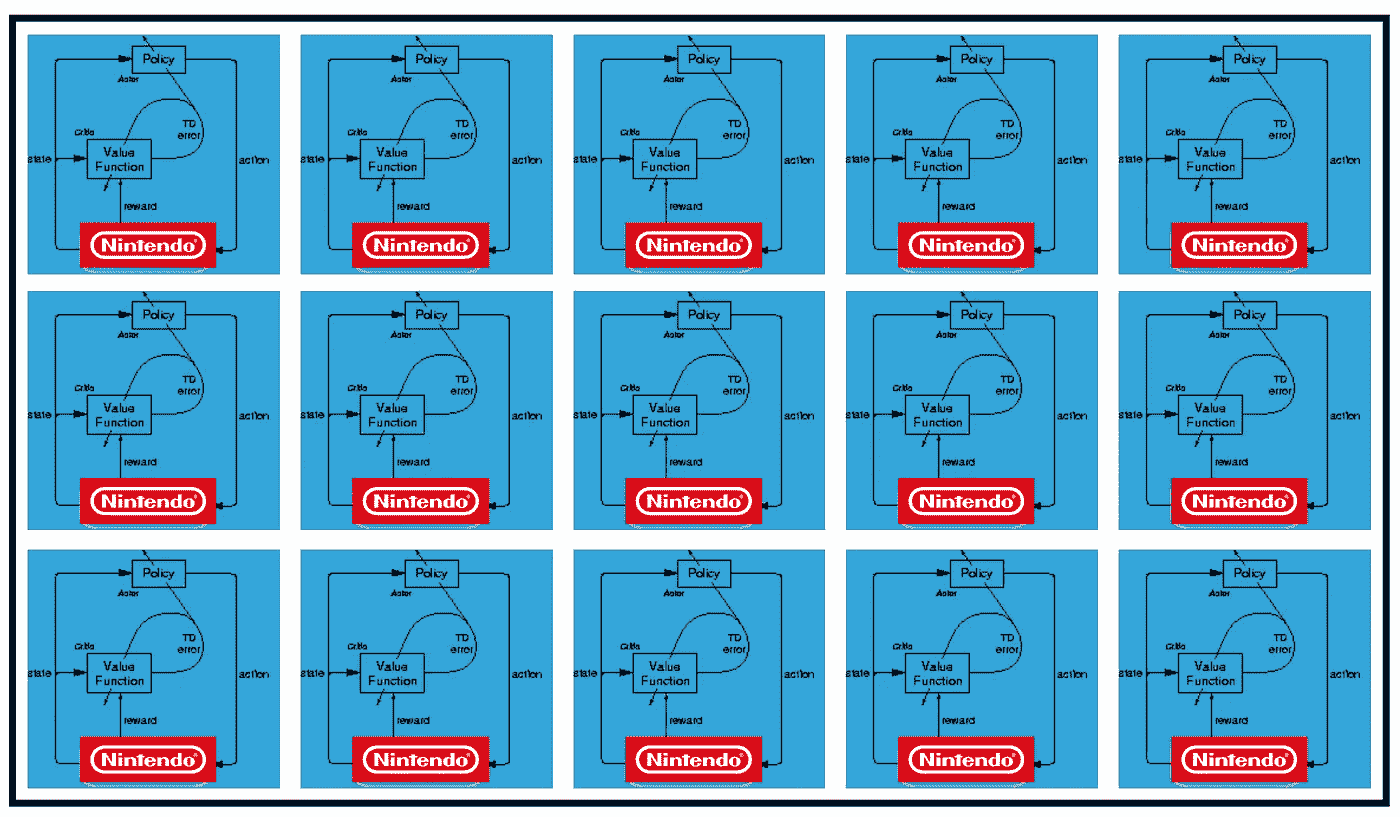 Policy
Actor
Critic
TD
error
Value
Function
state
action
reward
Nintendo®
Policy
Actor
Critic
TD
error
Value
Function
state
action
reward
Nintendo®
Policy
Actor
Critic
TD
error
Value
Function
state
action
reward
Nintendo®
Policy
Actor
Critic
TD
error
Value
Function
state
action
reward
Nintendo®
Policy
Actor
Critic
TD
error
Value
Function
state
action
reward
Nintendo®
Policy
Actor
Critic
TD
error
Value
Function
state
action
reward
Nintendo®
Policy
Actor
Critic
TD
error
Value
Function
state
action
reward
Nintendo®
Policy
Actor
Critic
TD
error
Value
Function
state
action
reward
Nintendo®
Policy
Actor
Critic
TD
error
Value
Function
state
action
reward
Nintendo®
Policy
Actor
Critic
TD
error
Value
Function
state
action
reward
Nintendo®
Policy
Actor
Critic
TD
error
Value
Function
state
action
reward
Nintendo®
Policy
Actor
Critic
TD
error
Value
Function
state
action
reward
Nintendo®
Policy
Actor
Critic
TD
error
Value
Function
state
action
reward
Nintendo®
Policy
Actor
Critic
TD
error
Value
Function
state
action
reward
Nintendo®
Policy
Actor
Critic
TD
error
Value
Function
state
action
reward
Nintendo®